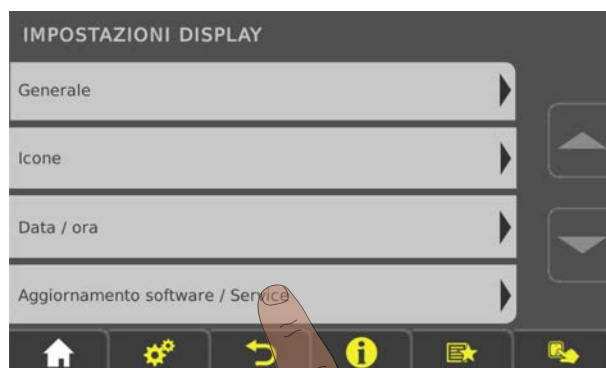 IMPOSTAZIONI DISPLAY
Generale
Icone
Data / ora
Aggiornamento software / Service